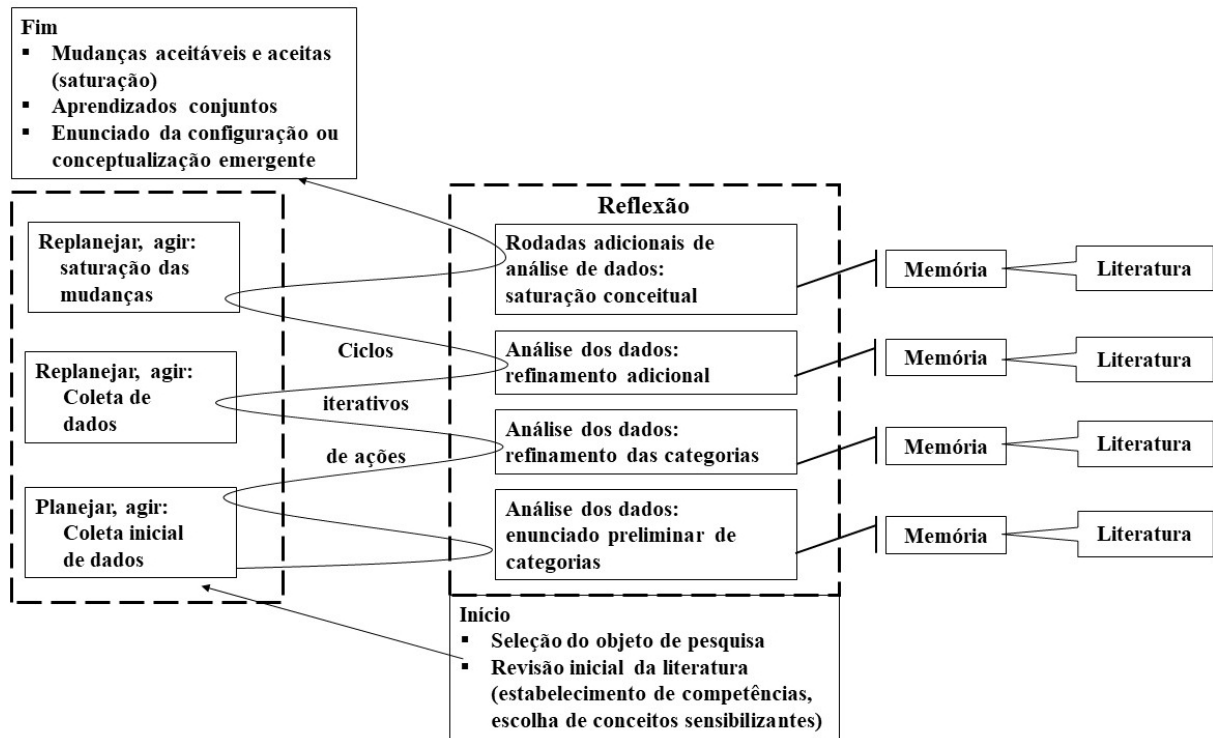 Fim
▪ Mudanças aceitáveis e aceitas
(saturação)
▪ Aprendizados conjuntos
▪ Enunciado da configuração ou
conceptualização emergente
Replanejar, agir:
saturação das
mudanças
Replanejar, agir:
Coleta de
dados
Planejar, agir:
Coleta inicial
de dados
Ciclos
iterativos
de ações
Reflexão
Rodadas adicionais de
análise de dados:
saturação conceitual
Análise dos dados:
refinamento adicional
Análise dos dados:
refinamento das categorias
Análise dos dados:
enunciado preliminar de
categorias
Memória
Literatura
Memória
Literatura
Memória
Literatura
Memória
Literatura
Início
▪ Seleção do objeto de pesquisa
▪ Revisão inicial da literatura
(estabelecimento de competências,
escolha de conceitos sensibilizantes)